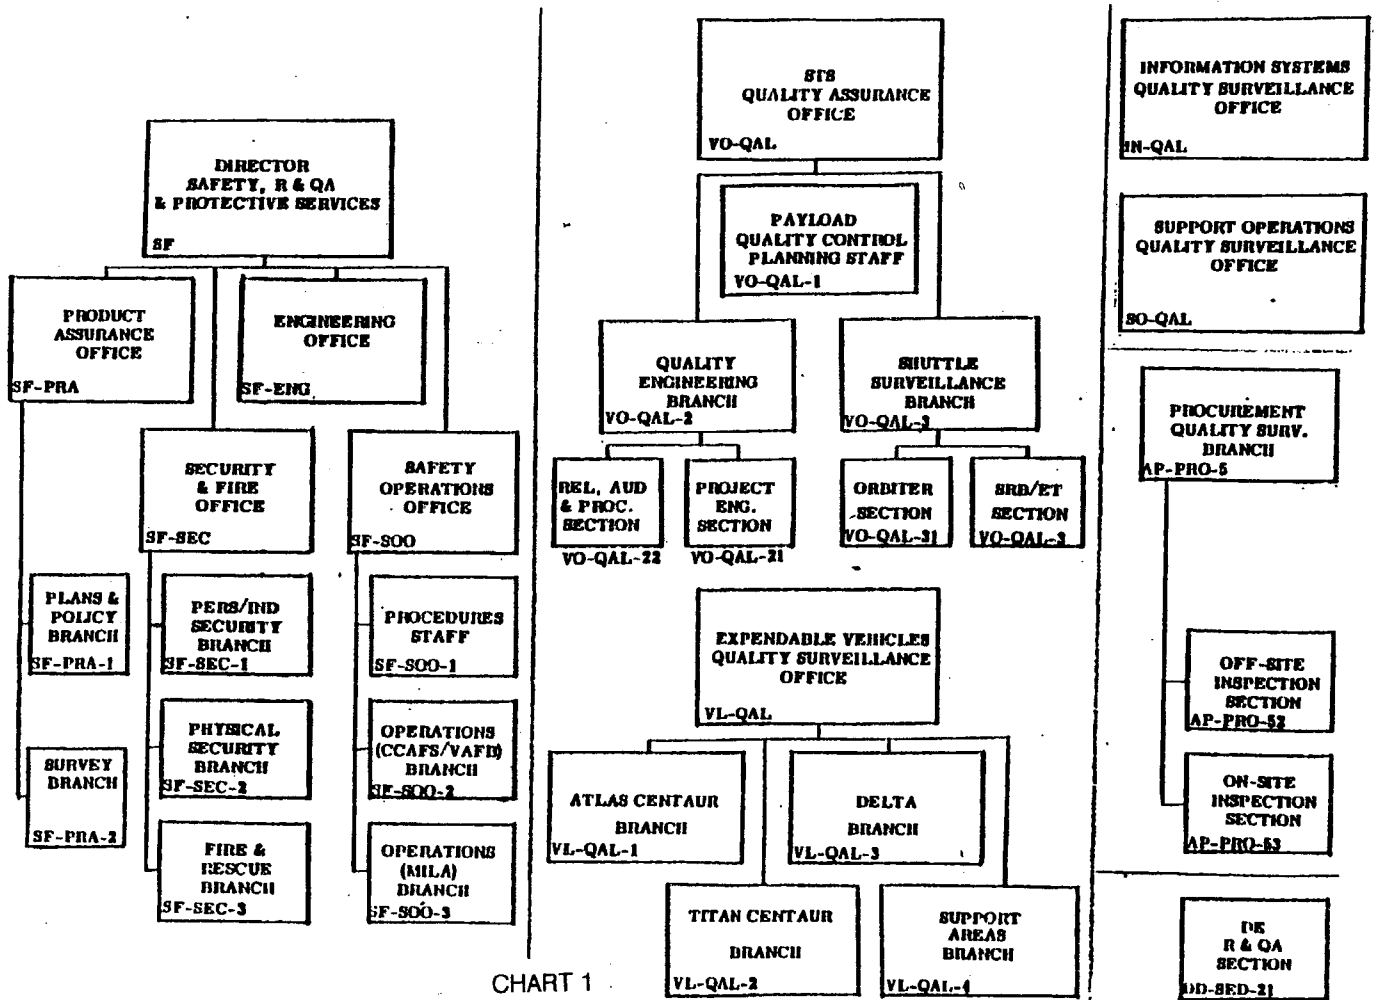 DIRECTOR
SAFETY, R & QA
& PROTECTIVE SERVICES
SF
PRODUCT
ASSURANCE
OFFICE
SF-PRA
ENGINEERING
OFFICE
SF-ENG
SECURITY
& FIRE
OFFICE
SF-SEC
SAFETY
OPERATIONS
OFFICE
SF-SOO
PLANS &
POLICY
BRANCH
SF-PRA-1
PERS/IND
SECURITY
BRANCH
SF-SEC-1
PROCEDURES
STAFF
SF-SOO-1
SURVEY
BRANCH
SF-PRA-2
PHYSICAL
SECURITY
BRANCH
SF-SEC-2
OPERATIONS
(CCAFS/VAFB)
BRANCH
SF-SOO-2
FIRE &
RESCUE
BRANCH
SF-SEC-3
OPERATIONS
(MILA)
BRANCH
SF-SOO-3
STS
QUALITY ASSURANCE
OFFICE
VO-QAL
PAYLOAD
QUALITY CONTROL
PLANNING STAFF
VO-QAL-1
QUALITY
ENGINEERING
BRANCH
VO-QAL-2
SHUTTLE
SURVEILLANCE
BRANCH
VO-QAL-3
REL, AUD
& PROC.
SECTION
VO-QAL-22
PROJECT
ENG.
SECTION
VO-QAL-21
ORBITER
SECTION
VO-QAL-31
SRB/ET
SECTION
VO-QAL-3
EXPENDABLE VEHICLES
QUALITY SURVEILLANCE
OFFICE
VL-QAL
ATLAS CENTAUR
BRANCH
VL-QAL-1
DELTA
BRANCH
VL-QAL-3
TITAN CENTAUR
BRANCH
VL-QAL-2
SUPPORT
AREAS
BRANCH
VL-QAL-4
INFORMATION SYSTEMS
QUALITY SURVEILLANCE
OFFICE
IN-QAL
SUPPORT OPERATIONS
QUALITY SURVEILLANCE
OFFICE
SO-QAL
PROCUREMENT
QUALITY SURV.
BRANCH
AP-PRO-5
OFF-SITE
INSPECTION
SECTION
AP-PRO-52
ON-SITE
INSPECTION
SECTION
AP-PRO-53
DE
R & QA
SECTION
DD-SED-21
CHART 1